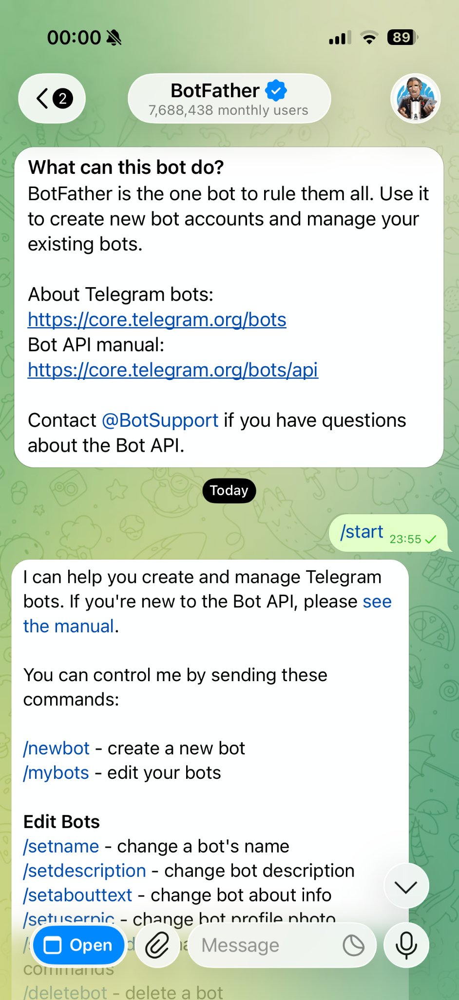 00:00
89
2
BotFather
7,688,438 monthly users
What can this bot do?
BotFather is the one bot to rule them all. Use it
to create new bot accounts and manage your
existing bots.
About Telegram bots:
https://core.telegram.org/bots
Bot API manual:
https://core.telegram.org/bots/api
Contact @BotSupport if you have questions
about the Bot API.
Today
/start 23:55
I can help you create and manage Telegram
bots. If you're new to the Bot API, please see
the manual.
You can control me by sending these
commands:
/newbot - create a new bot
/mybots - edit your bots
Edit Bots
/setname - change a bot's name
/setdescription - change bot description
/setabouttext - change bot about info
/setuserpic - change bot profile photo
Open
Message
commands
/deletebot - delete a bot